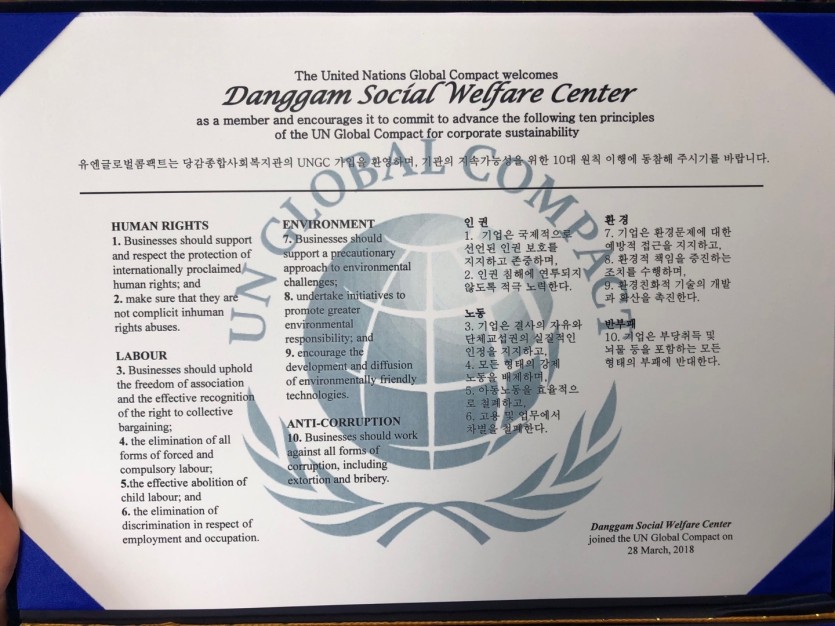 The United Nations Global Compact welcomes
Danggam Social Welfare Center
as a member and encourages it to commit to advance the following ten principles
of the UN Global Compact for corporate sustainability
유엔글로벌콤팩트는 당감종합사회복지관의 UNGC 가입을 환영하며, 기관의 지속가능성을 위한 10대 원칙 이행에 동참해 주시기를 바랍니다.
UN GLOBAL COMPACT
HUMAN RIGHTS
1. Businesses should support
and respect the protection of
internationally proclaimed
human rights; and
2. make sure that they are
not complicit inhuman
rights abuses.
LABOUR
3. Businesses should uphold
the freedom of association
and the effective recognition
of the right to collective
bargaining;
4. the elimination of all
forms of forced and
compulsory labour;
5.the effective abolition of
child labour; and
6. the elimination of
discrimination in respect of
employment and occupation.
ENVIRONMENT
7. Businesses should
support a precautionary
approach to environmental
challenges;
8. undertake initiatives to
promote greater
environmental
responsibility; and
9. encourage the
development and diffusion
of environmentally friendly
technologies.
ANTI-CORRUPTION
10. Businesses should work
against all forms of
corruption, including
extortion and bribery.
인 권
1. 기업은 국제적으로
선언된 인권 보호를
지지하고 존중하며,
2. 인권 침해에 연루되지
않도록 적극 노력한다.
노동
3. 기업은 결사의 자유와
단체교섭권의 실질적인
인정을 지지하고,
4. 모든 형태의 강제
노동을 배제하며,
5. 아동노동을 효율적으
로 철폐하고,
6. 고용 및 업무에서
차별을 철폐한다.
환 경
7. 기업은 환경문제에 대한
예방적 접근을 지지하고,
8. 환경적 책임을 증진하는
조치를 수행하며,
9. 환경친화적 기술의 개발
과 확산을 촉진한다.
반부패
10. 기업은 부당취득 및
뇌물 등을 포함하는 모든
형태의 부패에 반대한다.
Danggam Social Welfare Center
joined the UN Global Compact on
28 March, 2018